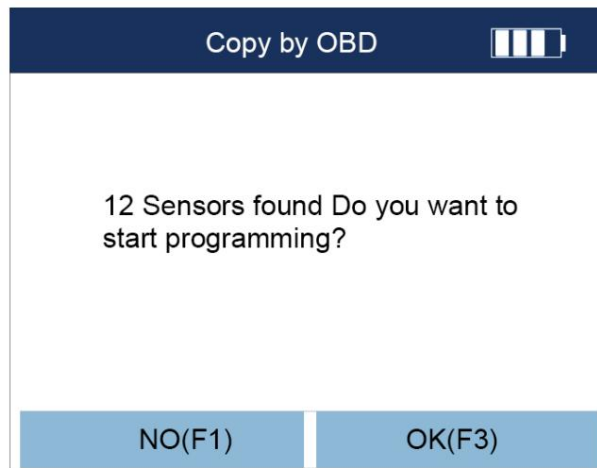 Copy by OBD
12 Sensors found Do you want to
start programming?
NO(F1)
OK(F3)